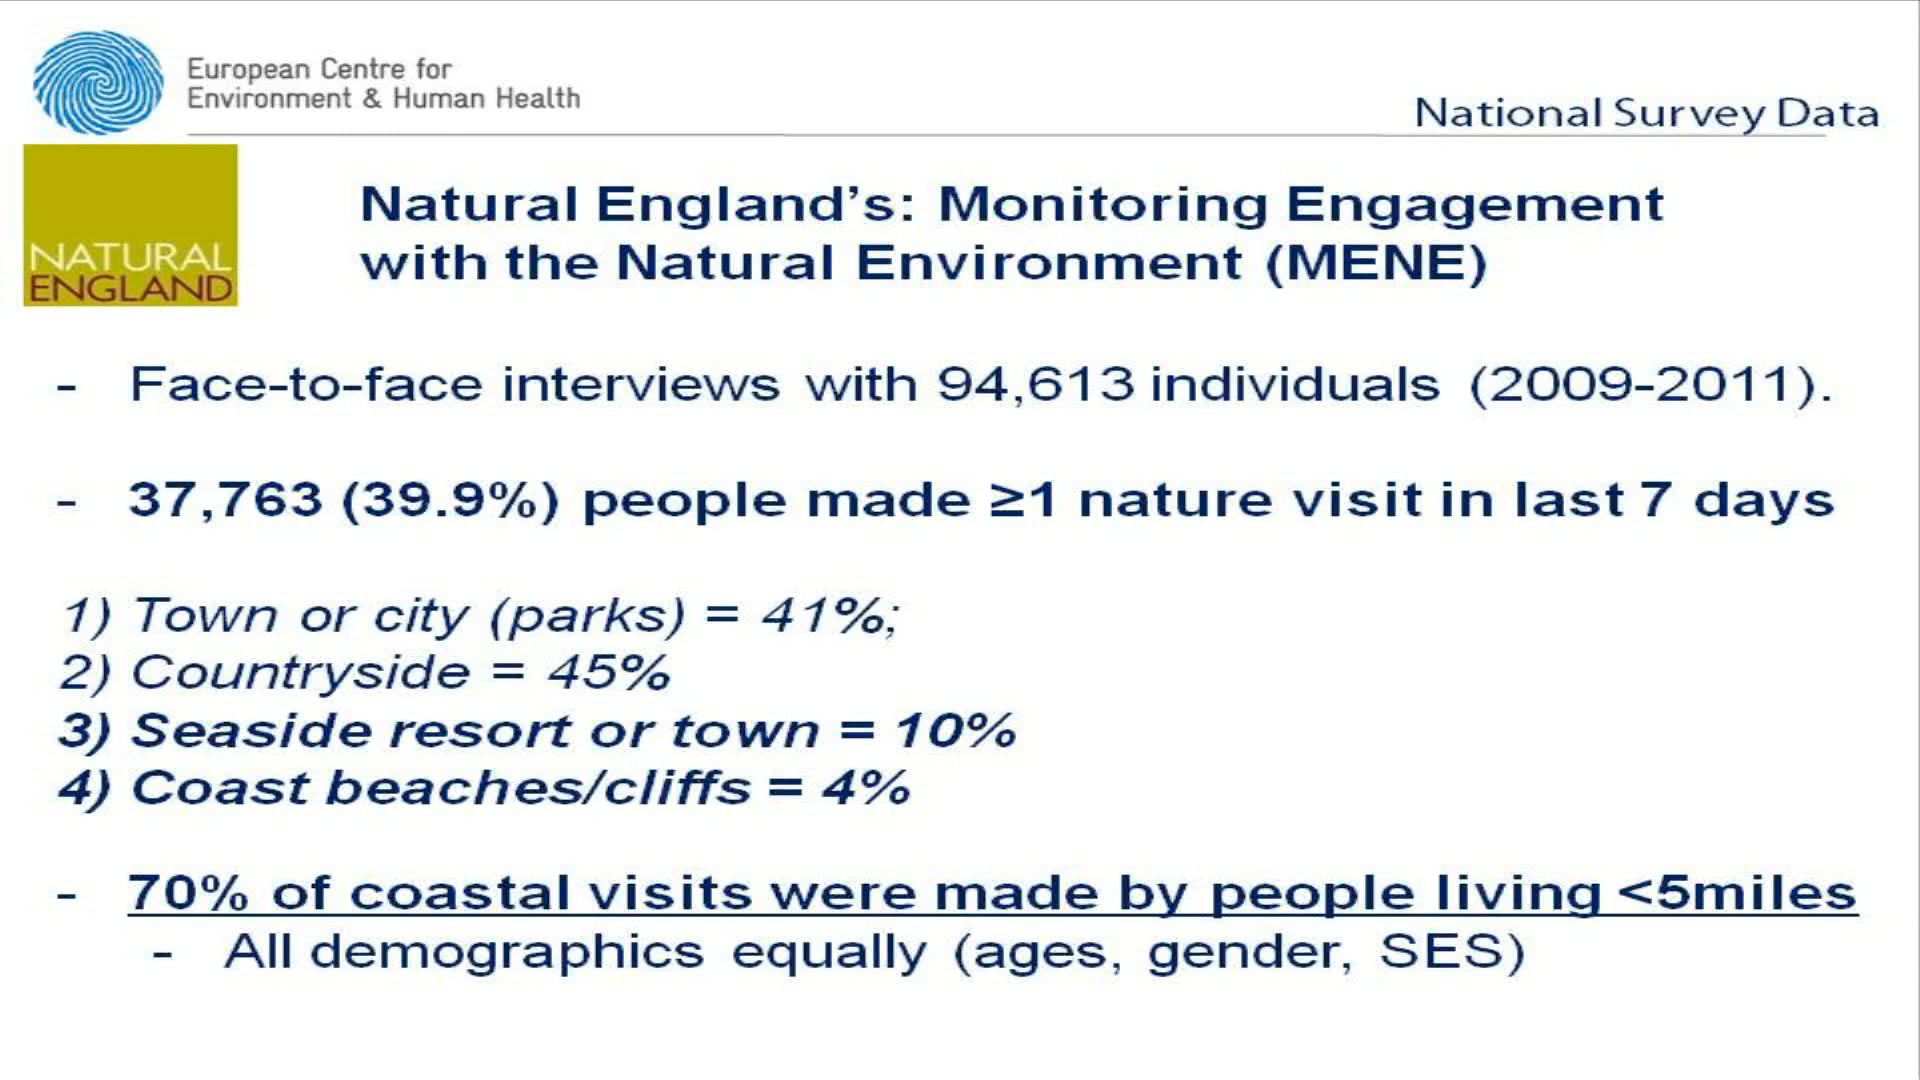 European Centre for
Environment & Human Health
National Survey Data
NATURAL
ENGLAND
Natural England’s: Monitoring Engagement
with the Natural Environment (MENE)
- Face-to-face interviews with 94,613 individuals (2009-2011).
- 37,763 (39.9%) people made ≥1 nature visit in last 7 days
1) Town or city (parks) = 41%;
2) Countryside = 45%
3) Seaside resort or town = 10%
4) Coast beaches/cliffs = 4%
- 70% of coastal visits were made by people living <5miles
- All demographics equally (ages, gender, SES)